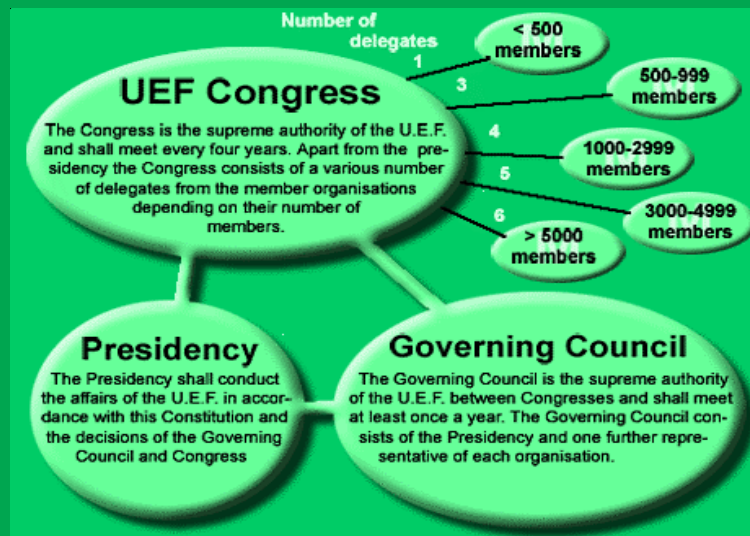 Number of
delegates
1
< 500
members
3
500-999
members
4
1000-2999
members
5
3000-4999
members
6
> 5000
members
UEF Congress
The Congress is the supreme authority of the U.E.F.
and shall meet every four years. Apart from the pre-
sidency the Congress consists of a various number
of delegates from the member organisations
depending on their number of
members.
Presidency
The Presidency shall conduct
the affairs of the U.E.F. in accor-
dance with this Constitution and
the decisions of the Governing
Council and Congress
Governing Council
The Governing Council is the supreme authority
of the U.E.F. between Congresses and shall meet
at least once a year. The Governing Council con-
sists of the Presidency and one further repre-
sentative of each organisation.